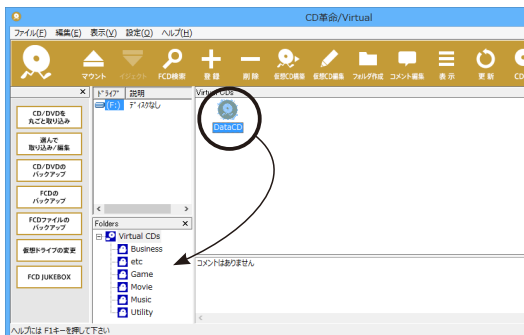 CD革命/Virtual
ファイル(F) 編集(E) 表示(V) 設定(O) ヘルプ(H)
マウント イジェクト FCD検索 登録 削除 仮想CD構築 仮想CD編集 フォルダ作成 コメント編集 表示 更新 CD
CD/DVDを
丸ごと取り込み
選んで
取り込み/編集
CD/DVDの
バックアップ
FCDの
バックアップ
FCDファイルの
バックアップ
仮想ドライブの変更
FCD JUKEBOX
ドライブ 説明
(F:) ディスクなし
Folders
Virtual CDs
Business
etc
Game
Movie
Music
Utility
Virtual CDs
DataCD
コメントはありません
ヘルプには F1キーを押して下さい